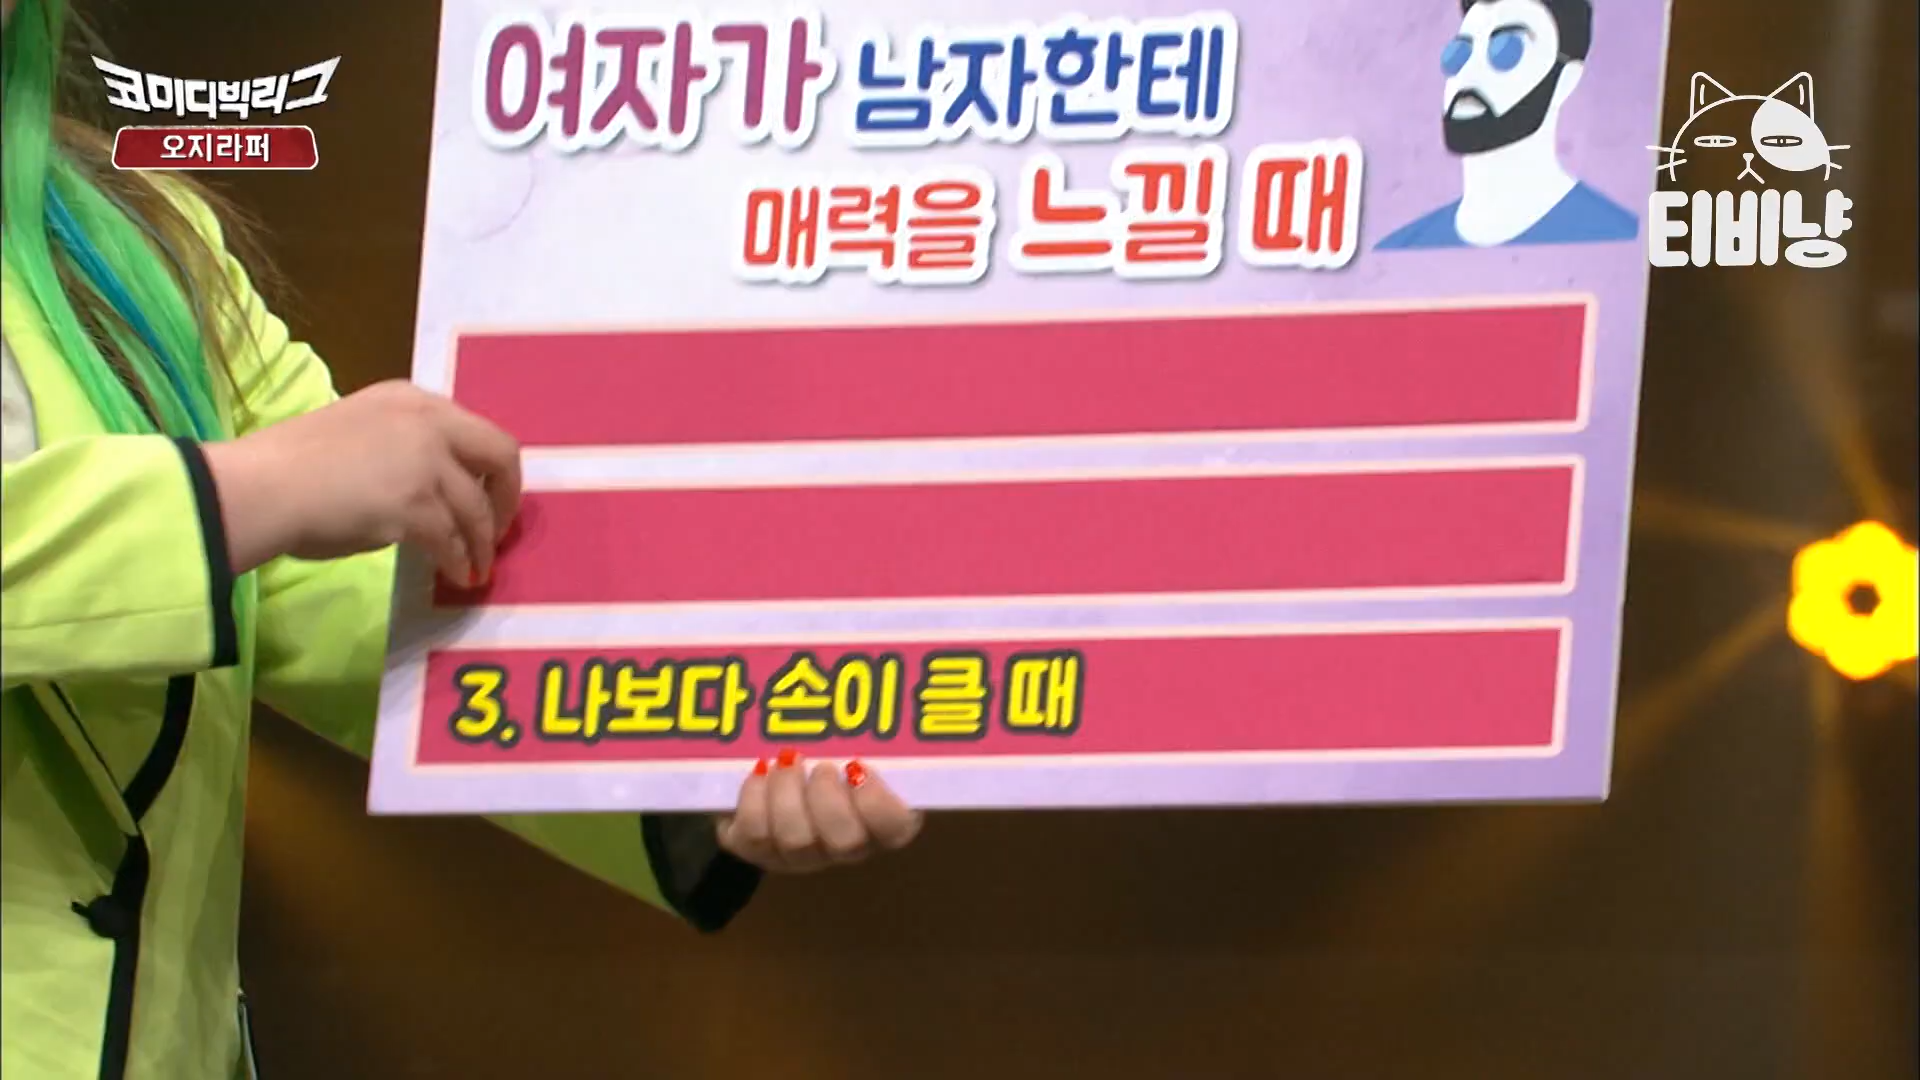 코미디빅리그
오지라퍼
여자가 남자한테
매력을 느낄 때
티비냥
3. 나보다 손이 클 때